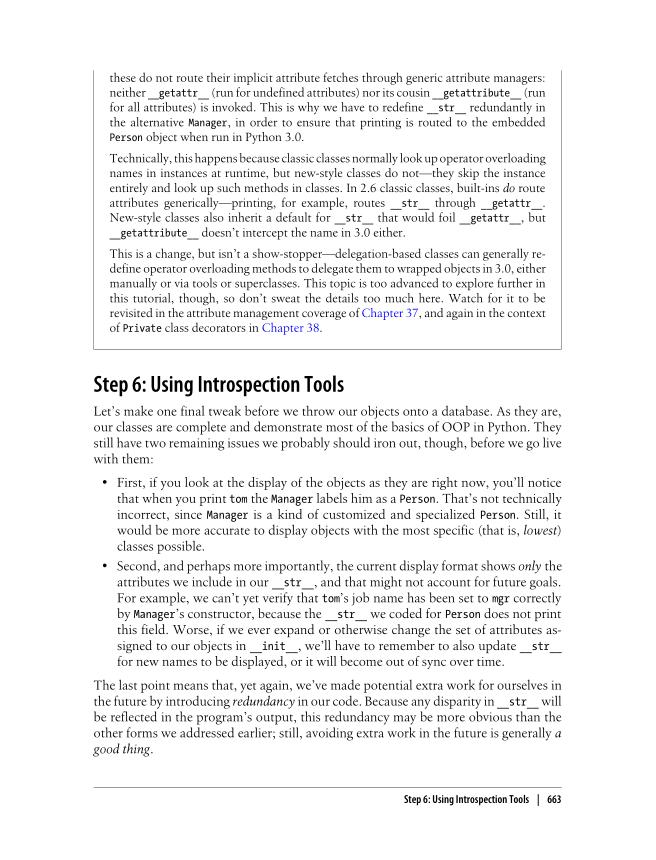 these do not route their implicit attribute fetches through generic attribute managers:
neither __getattr__ (run for undefined attributes) nor its cousin __getattribute__ (run
for all attributes) is invoked. This is why we have to redefine __str__ redundantly in
the alternative Manager, in order to ensure that printing is routed to the embedded
Person object when run in Python 3.0.
Technically, this happens because classic classes normally look up operator overloading
names in instances at runtime, but new-style classes do not—they skip the instance
entirely and look up such methods in classes. In 2.6 classic classes, built-ins do route
attributes generically—printing, for example, routes __str__ through __getattr__.
New-style classes also inherit a default for __str__ that would foil __getattr__, but
__getattribute__ doesn't intercept the name in 3.0 either.
This is a change, but isn't a show-stopper—delegation-based classes can generally re-
define operator overloading methods to delegate them to wrapped objects in 3.0, either
manually or via tools or superclasses. This topic is too advanced to explore further in
this tutorial, though, so don't sweat the details too much here. Watch for it to be
revisited in the attribute management coverage of Chapter 37, and again in the context
of Private class decorators in Chapter 38.
Step 6: Using Introspection Tools
Let's make one final tweak before we throw our objects onto a database. As they are,
our classes are complete and demonstrate most of the basics of OOP in Python. They
still have two remaining issues we probably should iron out, though, before we go live
with them:
• First, if you look at the display of the objects as they are right now, you'll notice
that when you print tom the Manager labels him as a Person. That's not technically
incorrect, since Manager is a kind of customized and specialized Person. Still, it
would be more accurate to display objects with the most specific (that is, lowest)
classes possible.
• Second, and perhaps more importantly, the current display format shows only the
attributes we include in our __str__, and that might not account for future goals.
For example, we can't yet verify that tom's job name has been set to mgr correctly
by Manager's constructor, because the __str__ we coded for Person does not print
this field. Worse, if we ever expand or otherwise change the set of attributes as-
signed to our objects in __init__, we'll have to remember to also update __str__
for new names to be displayed, or it will become out of sync over time.
The last point means that, yet again, we've made potential extra work for ourselves in
the future by introducing redundancy in our code. Because any disparity in __str__ will
be reflected in the program's output, this redundancy may be more obvious than the
other forms we addressed earlier; still, avoiding extra work in the future is generally a
good thing.
Step 6: Using Introspection Tools | 663